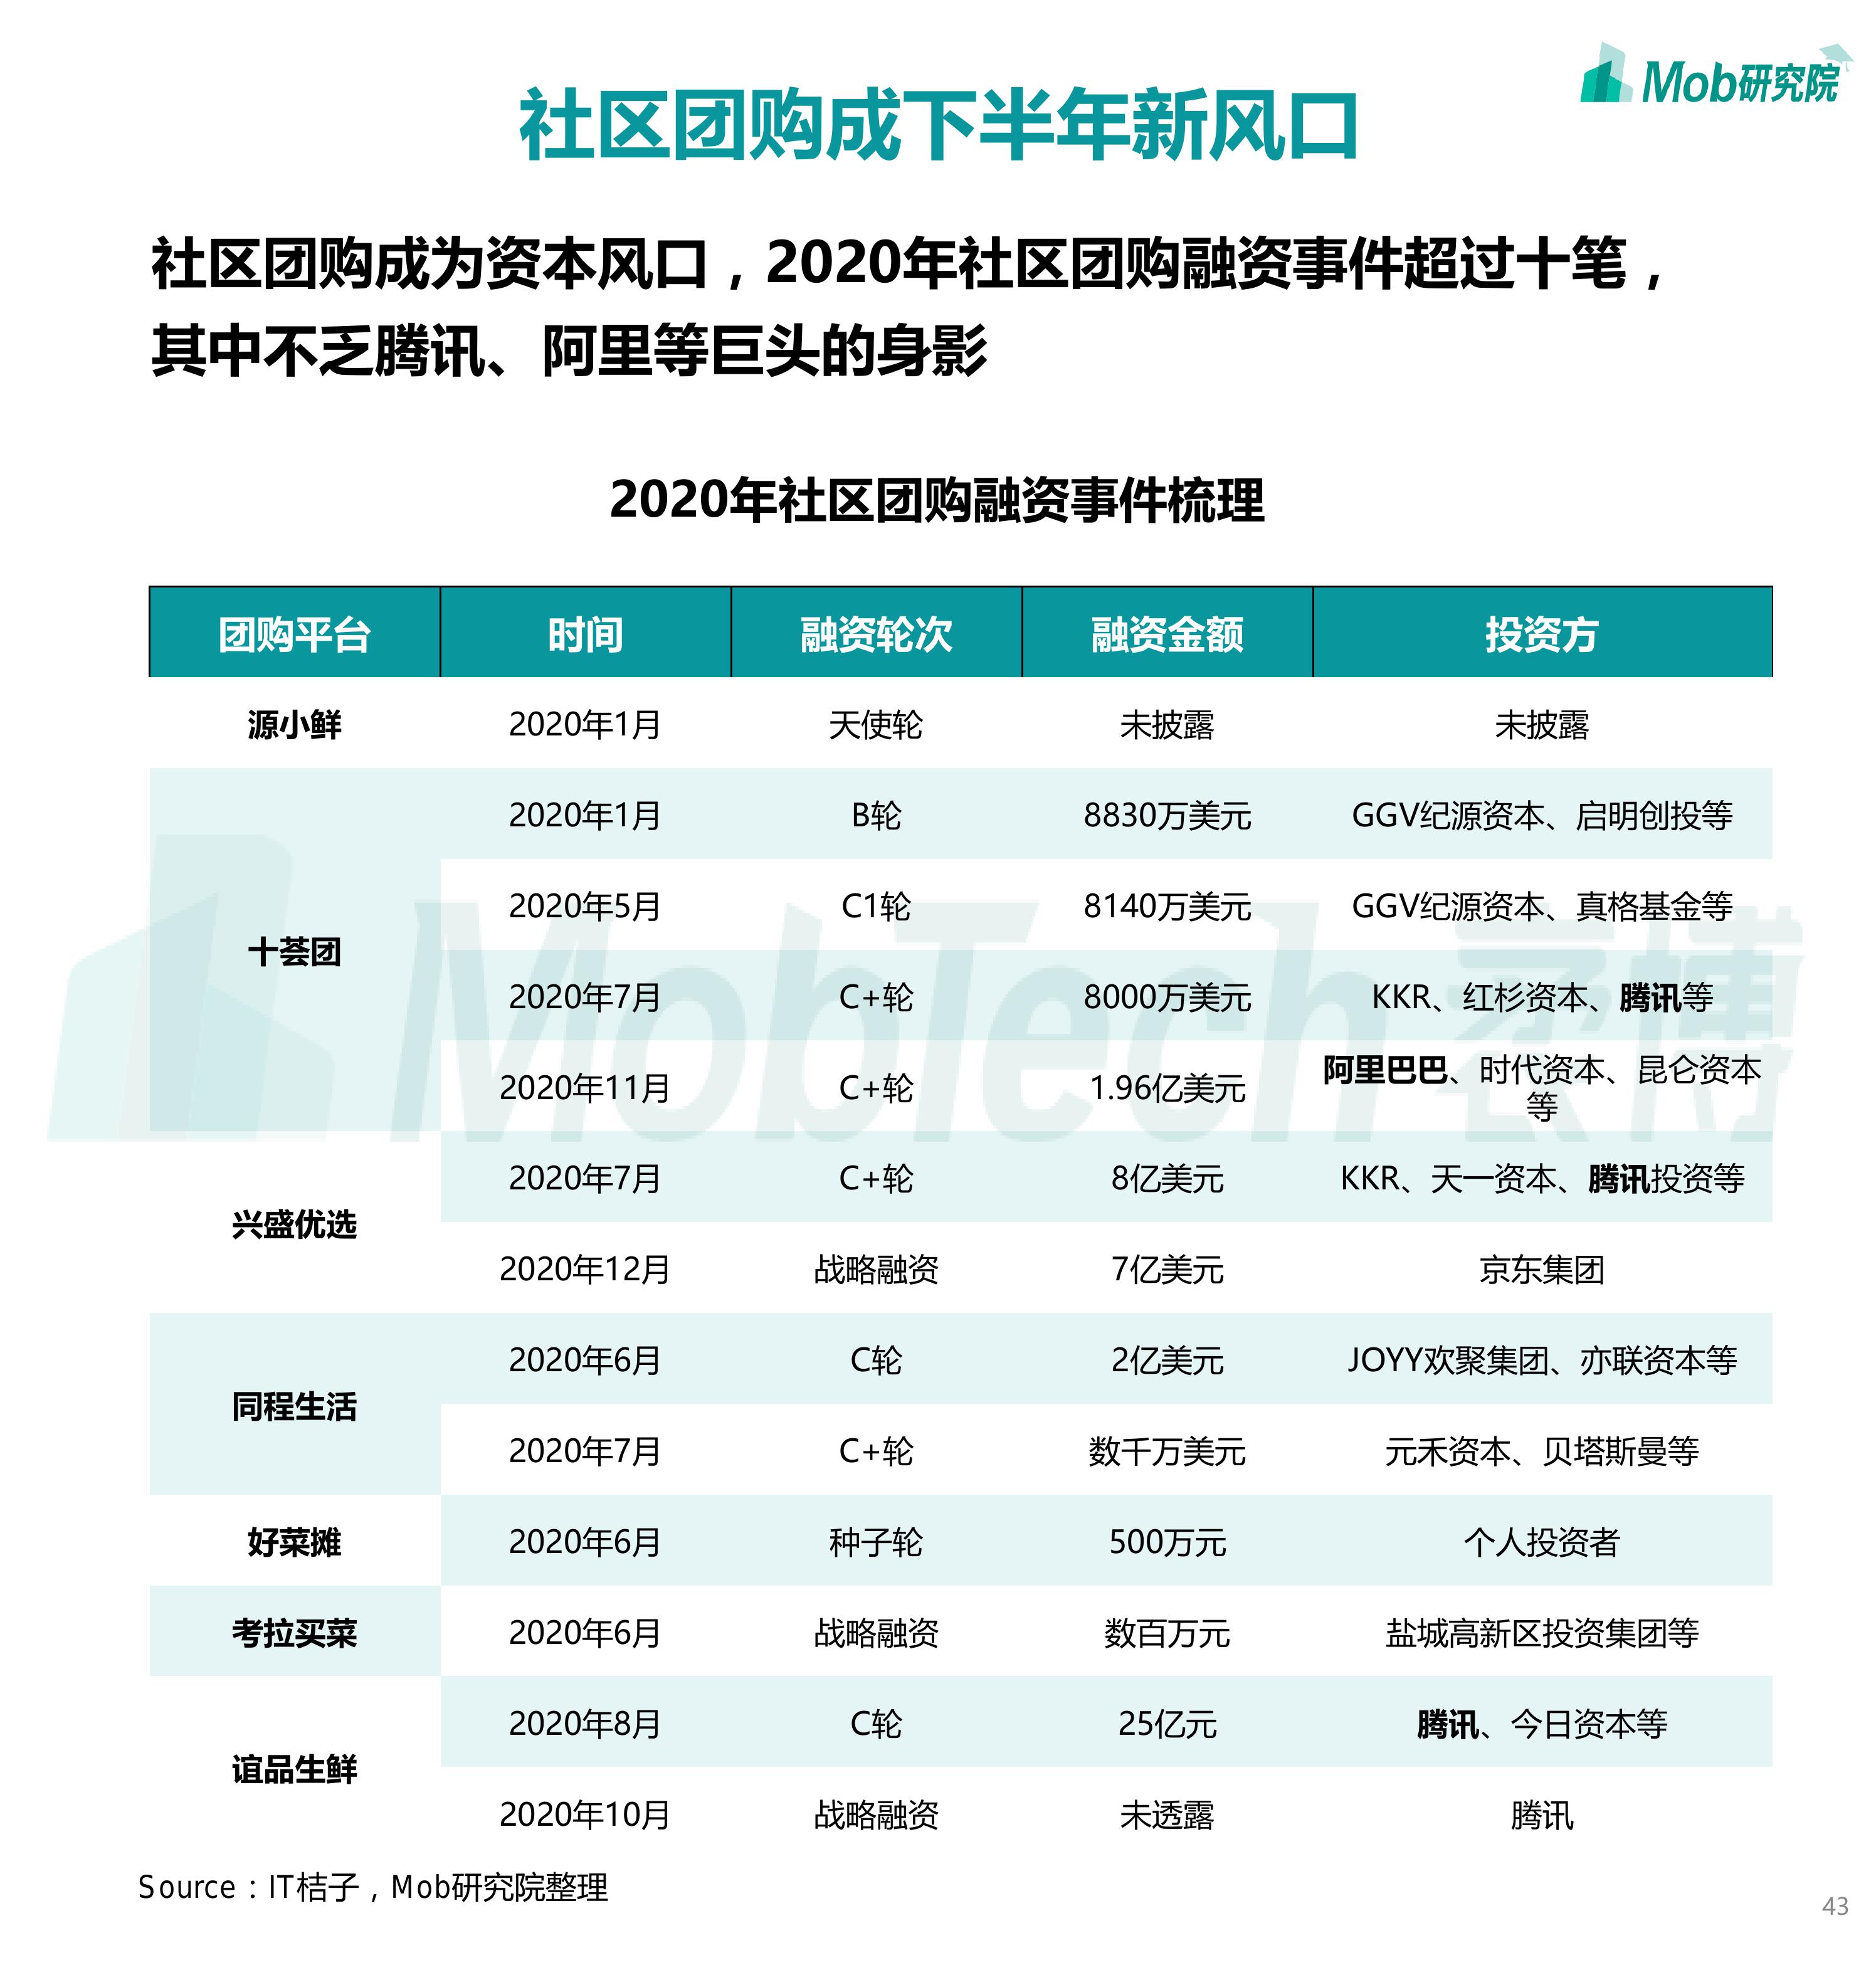 Mob研究院
社区团购成下半年新风口
社区团购成为资本风口，2020年社区团购融资事件超过十笔，
其中不乏腾讯、阿里等巨头的身影
2020年社区团购融资事件梳理
团购平台 时间 融资轮次 融资金额 投资方
源小鲜 2020年1月 天使轮 未披露 未披露
十荟团 2020年1月 B轮 8830万美元 GGV纪源资本、启明创投等
2020年5月 C1轮 8140万美元 GGV纪源资本、真格基金等
2020年7月 C+轮 8000万美元 KKR、红杉资本、腾讯等
2020年11月 C+轮 1.96亿美元 阿里巴巴、时代资本、昆仑资本
等
兴盛优选 2020年7月 C+轮 8亿美元 KKR、天一资本、腾讯投资等
2020年12月 战略融资 7亿美元 京东集团
同程生活 2020年6月 C轮 2亿美元 JOYY欢聚集团、亦联资本等
2020年7月 C+轮 数千万美元 元禾资本、贝塔斯曼等
好菜摊 2020年6月 种子轮 500万元 个人投资者
考拉买菜 2020年6月 战略融资 数百万元 盐城高新区投资集团等
谊品生鲜 2020年8月 C轮 25亿元 腾讯、今日资本等
2020年10月 战略融资 未透露 腾讯
MobTech 袤博
Source：IT桔子，Mob研究院整理
43